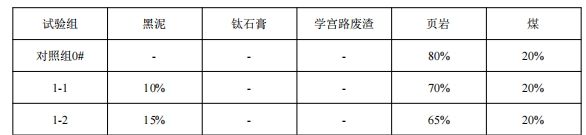 试验组 黑泥 钛石膏 学宫路废渣 页岩 煤
对照组0# - - - 80% 20%
1-1 10% - - 70% 20%
1-2 15% - - 65% 20%